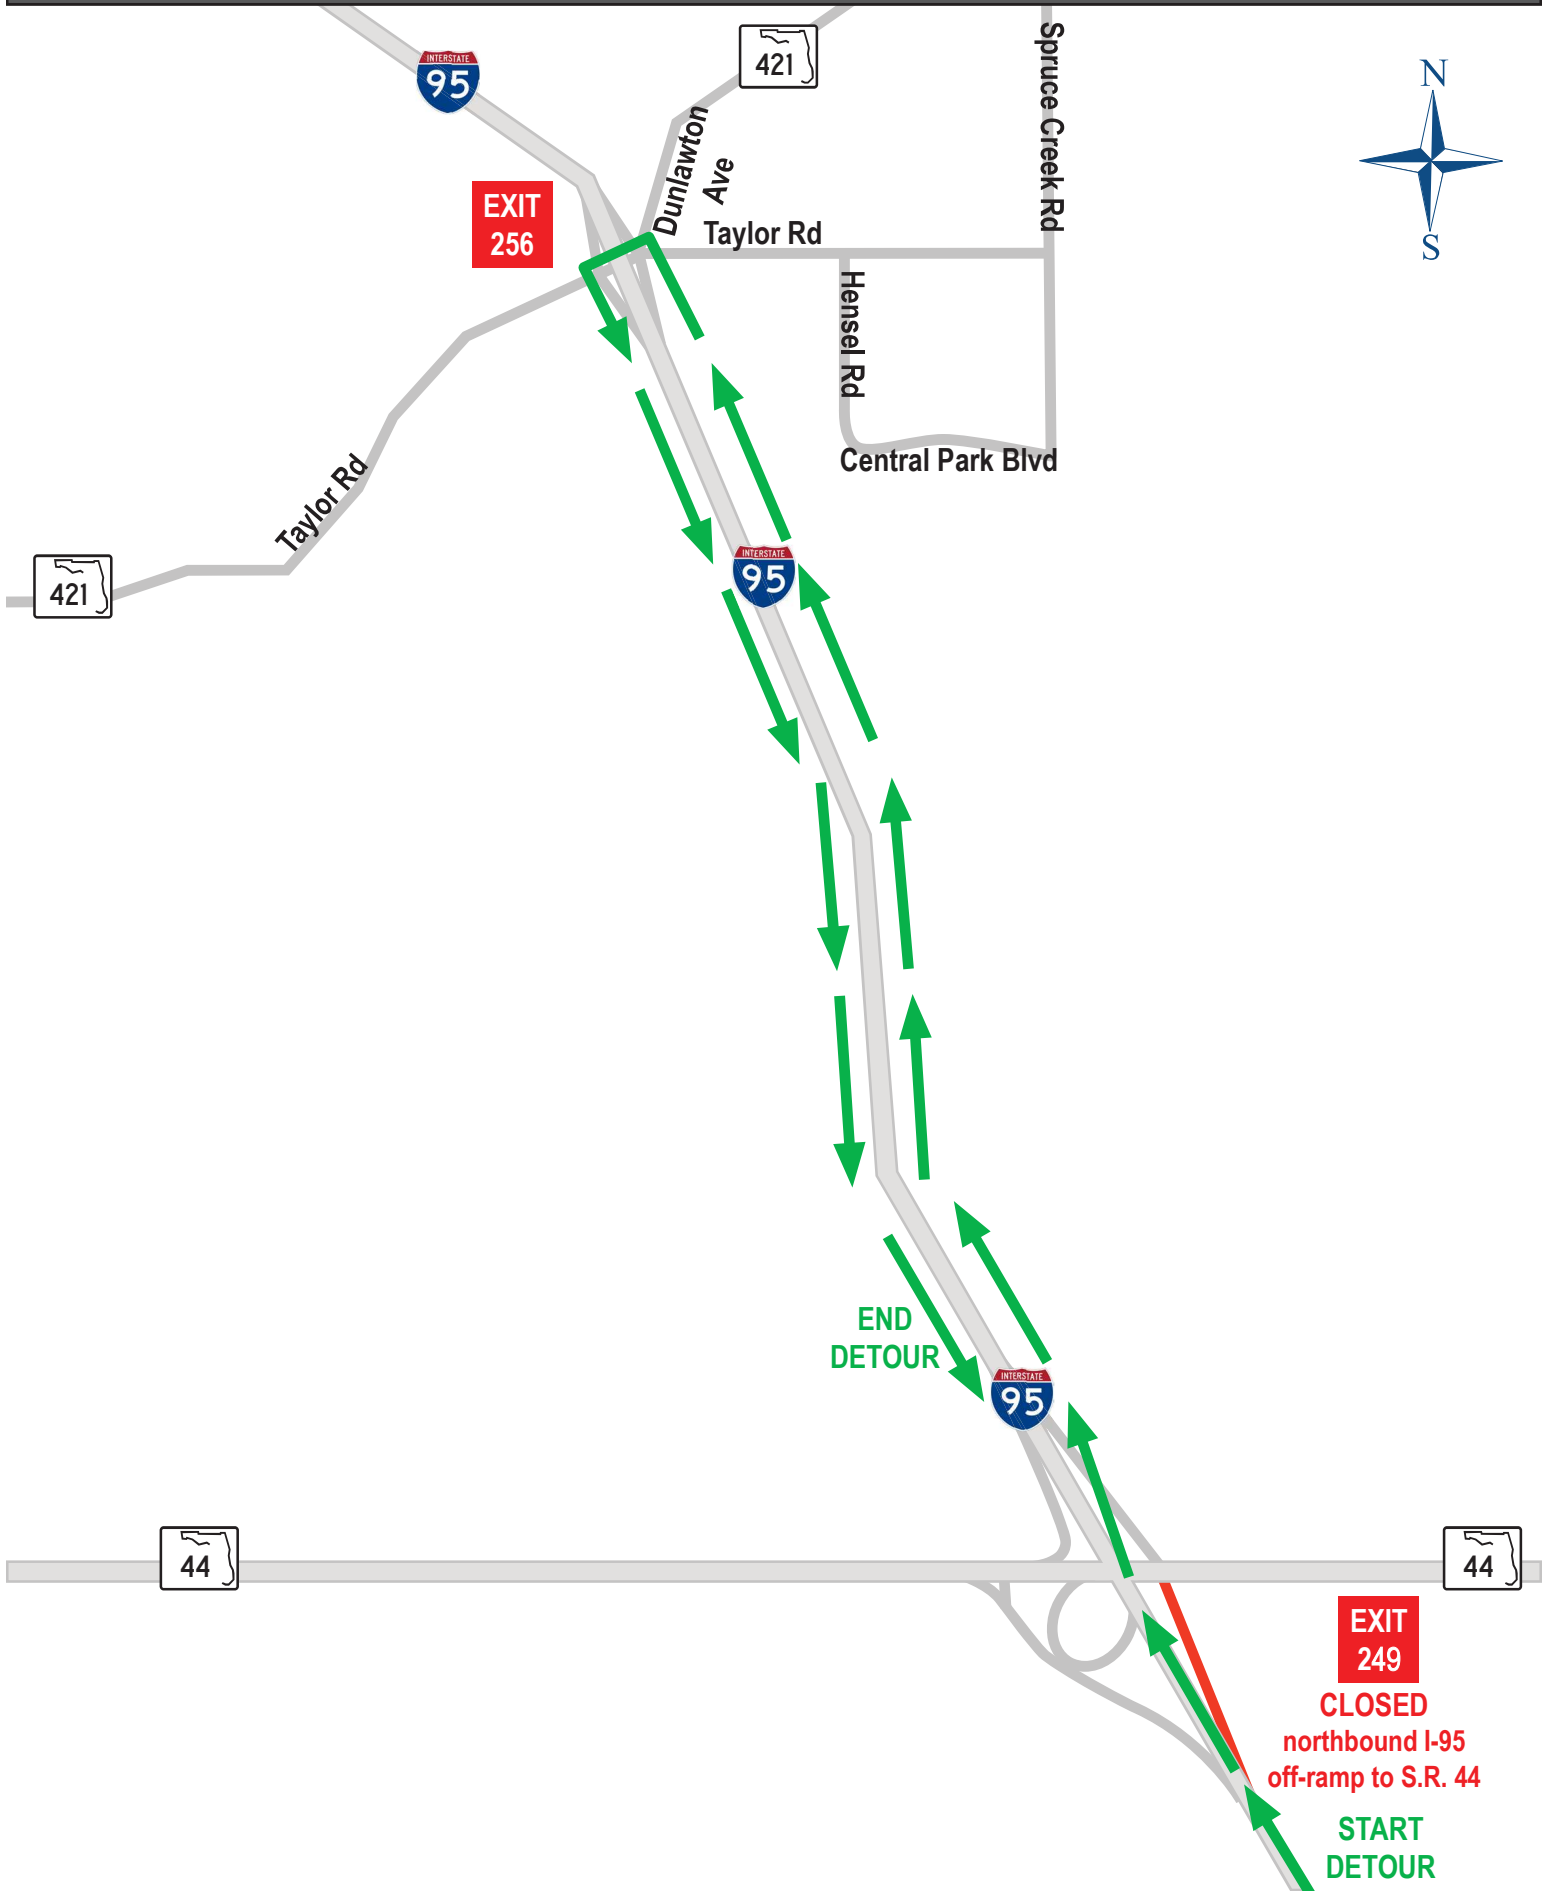 INTERSTATE
95
421
Spruce Creek Rd
N
S
EXIT
256
Dunlawton
Ave
Taylor Rd
Hensel Rd
Central Park Blvd
Taylor Rd
421
INTERSTATE
95
END
DETOUR
INTERSTATE
95
44
44
EXIT
249
CLOSED
northbound I-95
off-ramp to S.R. 44
START
DETOUR